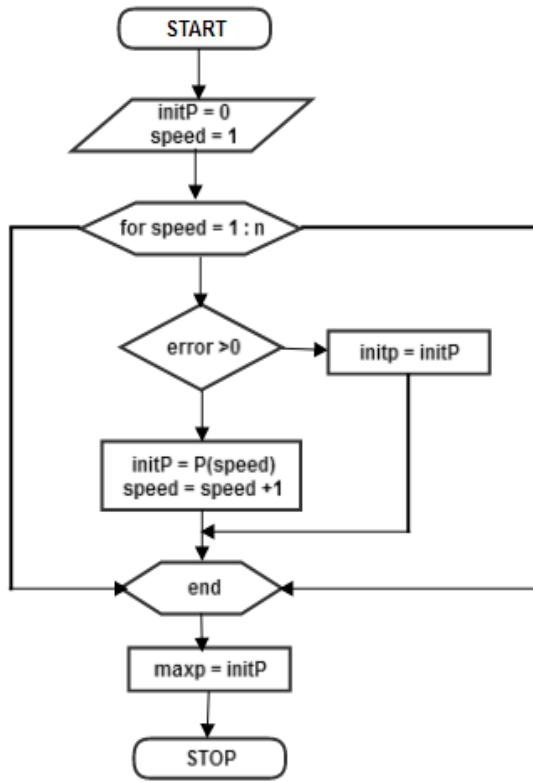 START
initP = 0
speed = 1
for speed = 1 : n
error >0
initp = initP
initP = P(speed)
speed = speed +1
end
maxp = initP
STOP